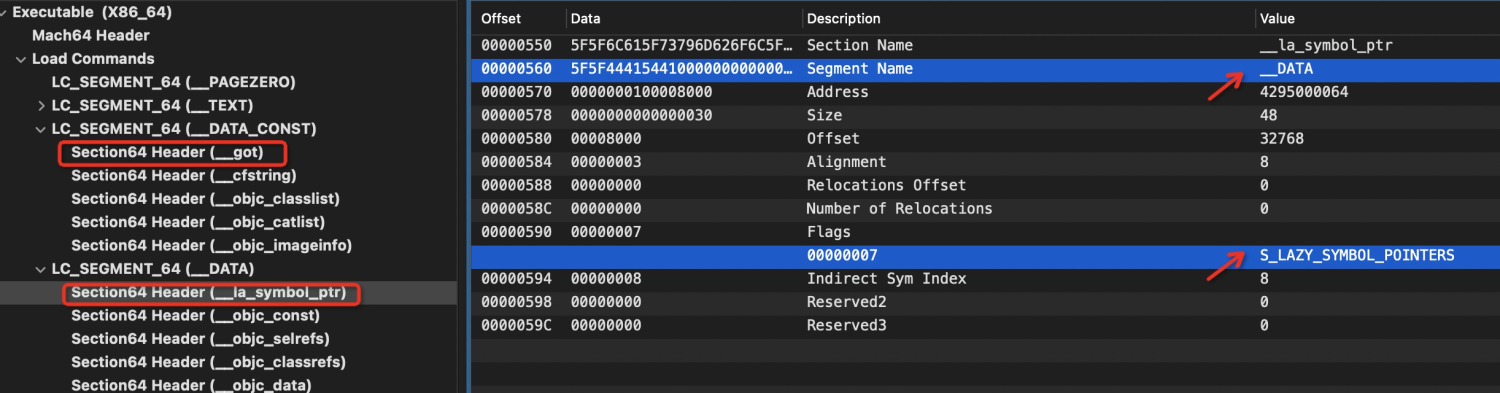 Executable (X86_64)
Mach64 Header
Load Commands
LC_SEGMENT_64 (__PAGEZERO)
LC_SEGMENT_64 (__TEXT)
LC_SEGMENT_64 (__DATA_CONST)
Section64 Header (__got)
Section64 Header (__cfstring)
Section64 Header (__objc_classlist)
Section64 Header (__objc_catlist)
Section64 Header (__objc_imageinfo)
LC_SEGMENT_64 (__DATA)
Section64 Header (__la_symbol_ptr)
Section64 Header (__objc_const)
Section64 Header (__objc_selrefs)
Section64 Header (__objc_classrefs)
Section64 Header (__objc_data)
Offset Data Description Value
00000550 5F5F6C615F73796D626F6C5F… Section Name __la_symbol_ptr
00000560 5F5F4441544100000000000… Segment Name __DATA
00000570 0000000100008000 Address 4295000064
00000578 0000000000000030 Size 48
00000580 00008000 Offset 32768
00000584 00000003 Alignment 8
00000588 00000000 Relocations Offset 0
0000058C 00000000 Number of Relocations 0
00000590 00000007 Flags
00000007 S_LAZY_SYMBOL_POINTERS
00000594 00000008 Indirect Sym Index 8
00000598 00000000 Reserved2 0
0000059C 00000000 Reserved3 0